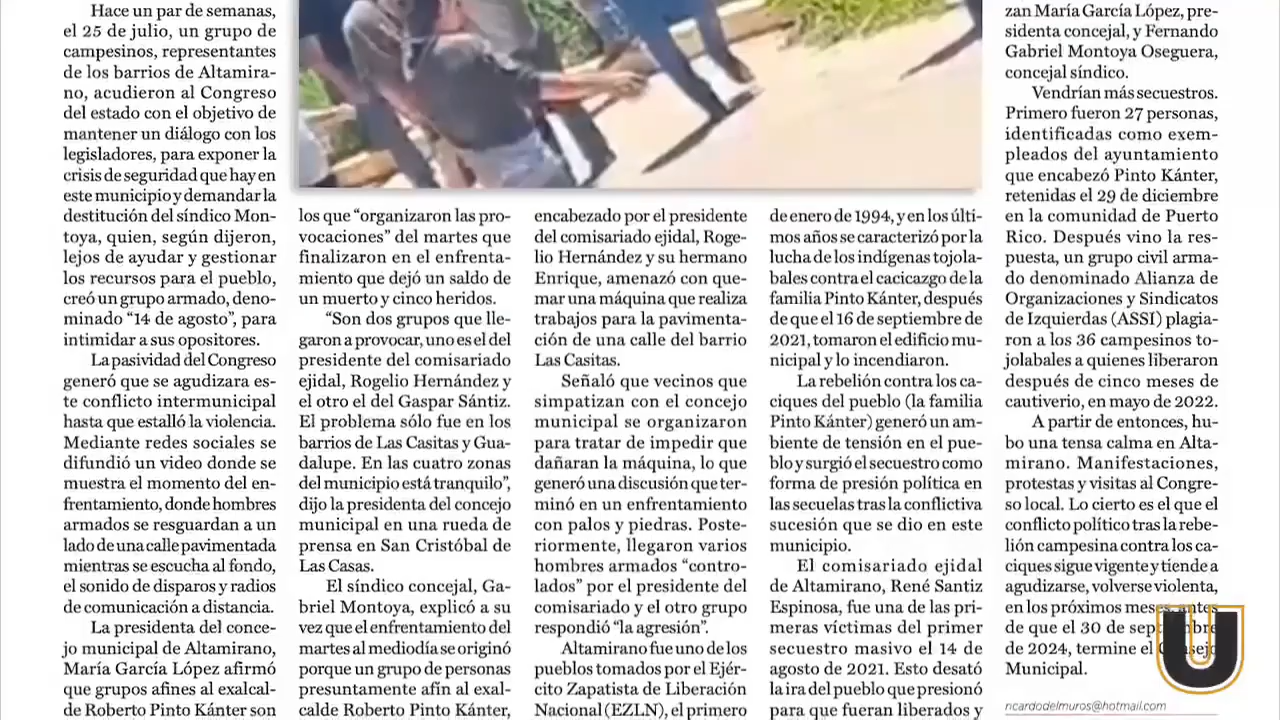 Hace un par de semanas,
el 25 de julio, un grupo de
campesinos, representantes
de los barrios de Altamira-
no, acudieron al Congreso
del estado con el objetivo de
mantener un diálogo con los
legisladores, para exponer la
crisis de seguridad que hay en
este municipio y demandar la
destitución del síndico Mon-
toya, quien, según dijeron,
lejos de ayudar y gestionar
los recursos para el pueblo,
creó un grupo armado, deno-
minado “14 de agosto”, para
intimidar a sus opositores.
La pasividad del Congreso
generó que se agudizara es-
te conflicto intermunicipal
hasta que estalló la violencia.
Mediante redes sociales se
difundió un video donde se
muestra el momento del en-
frentamiento, donde hombres
armados se resguardan a un
lado de una calle pavimentada
mientras se escucha al fondo,
el sonido de disparos y radios
de comunicación a distancia.
La presidenta del conce-
jo municipal de Altamirano,
María García López afirmó
que grupos afines al exalcal-
de Roberto Pinto Kánter son
los que “organizaron las pro-
vocaciones” del martes que
finalizaron en el enfrenta-
miento que dejó un saldo de
un muerto y cinco heridos.
“Son dos grupos que lle-
garon a provocar, uno es el del
presidente del comisariado
ejidal, Rogelio Hernández y
el otro el del Gaspar Sántiz.
El problema sólo fue en los
barrios de Las Casitas y Gua-
dalupe. En las cuatro zonas
del municipio está tranquilo”,
dijo la presidenta del concejo
municipal en una rueda de
prensa en San Cristóbal de
Las Casas.
El síndico concejal, Ga-
briel Montoya, explicó a su
vez que el enfrentamiento del
martes al mediodía se originó
porque un grupo de personas
presuntamente afín al exal-
calde Roberto Pinto Kánter,
encabezado por el presidente
del comisariado ejidal, Roge-
lio Hernández y su hermano
Enrique, amenazó con que-
mar una máquina que realiza
trabajos para la pavimenta-
ción de una calle del barrio
Las Casitas.
Señaló que vecinos que
simpatizan con el concejo
municipal se organizaron
para tratar de impedir que
dañaran la máquina, lo que
generó una discusión que ter-
minó en un enfrentamiento
con palos y piedras. Poste-
riormente, llegaron varios
hombres armados “contro-
lados” por el presidente del
comisariado y el otro grupo
respondió “la agresión”.
Altamirano fue uno de los
pueblos tomados por el Ejér-
cito Zapatista de Liberación
Nacional (EZLN), el primero
de enero de 1994, y en los últi-
mos años se caracterizó por la
lucha de los indígenas tojola-
bales contra el cacicazgo de la
familia Pinto Kánter, después
de que el 16 de septiembre de
2021, tomaron el edificio mu-
nicipal y lo incendiaron.
La rebelión contra los ca-
ciques del pueblo (la familia
Pinto Kánter) generó un am-
biente de tensión en el pue-
blo y surgió el secuestro como
forma de presión política en
las secuelas tras la conflictiva
sucesión que se dio en este
municipio.
El comisariado ejidal
de Altamirano, René Santiz
Espinosa, fue una de las pri-
meras víctimas del primer
secuestro masivo el 14 de
agosto de 2021. Esto desató
la ira del pueblo que presionó
para que fueran liberados y
zan María García López, pre-
sidenta concejal, y Fernando
Gabriel Montoya Oseguera,
concejal síndico.
Vendrían más secuestros.
Primero fueron 27 personas,
identificadas como exem-
pleados del ayuntamiento
que encabezó Pinto Kánter,
retenidas el 29 de diciembre
en la comunidad de Puerto
Rico. Después vino la res-
puesta, un grupo civil arma-
do denominado Alianza de
Organizaciones y Sindicatos
de Izquierdas (ASSI) plagia-
ron a los 36 campesinos to-
jolabales a quienes liberaron
después de cinco meses de
cautiverio, en mayo de 2022.
A partir de entonces, hu-
bo una tensa calma en Alta-
mirano. Manifestaciones,
protestas y visitas al Congre-
so local. Lo cierto es el que el
conflicto político tras la rebe-
lión campesina contra los ca-
ciques sigue vigente y tiende a
agudizarse, volverse violenta,
en los próximos meses, antes
de que el 30 de septiembre
de 2024, termine el Consejo
Municipal.
ricardodelmuros@hotmail.com
U